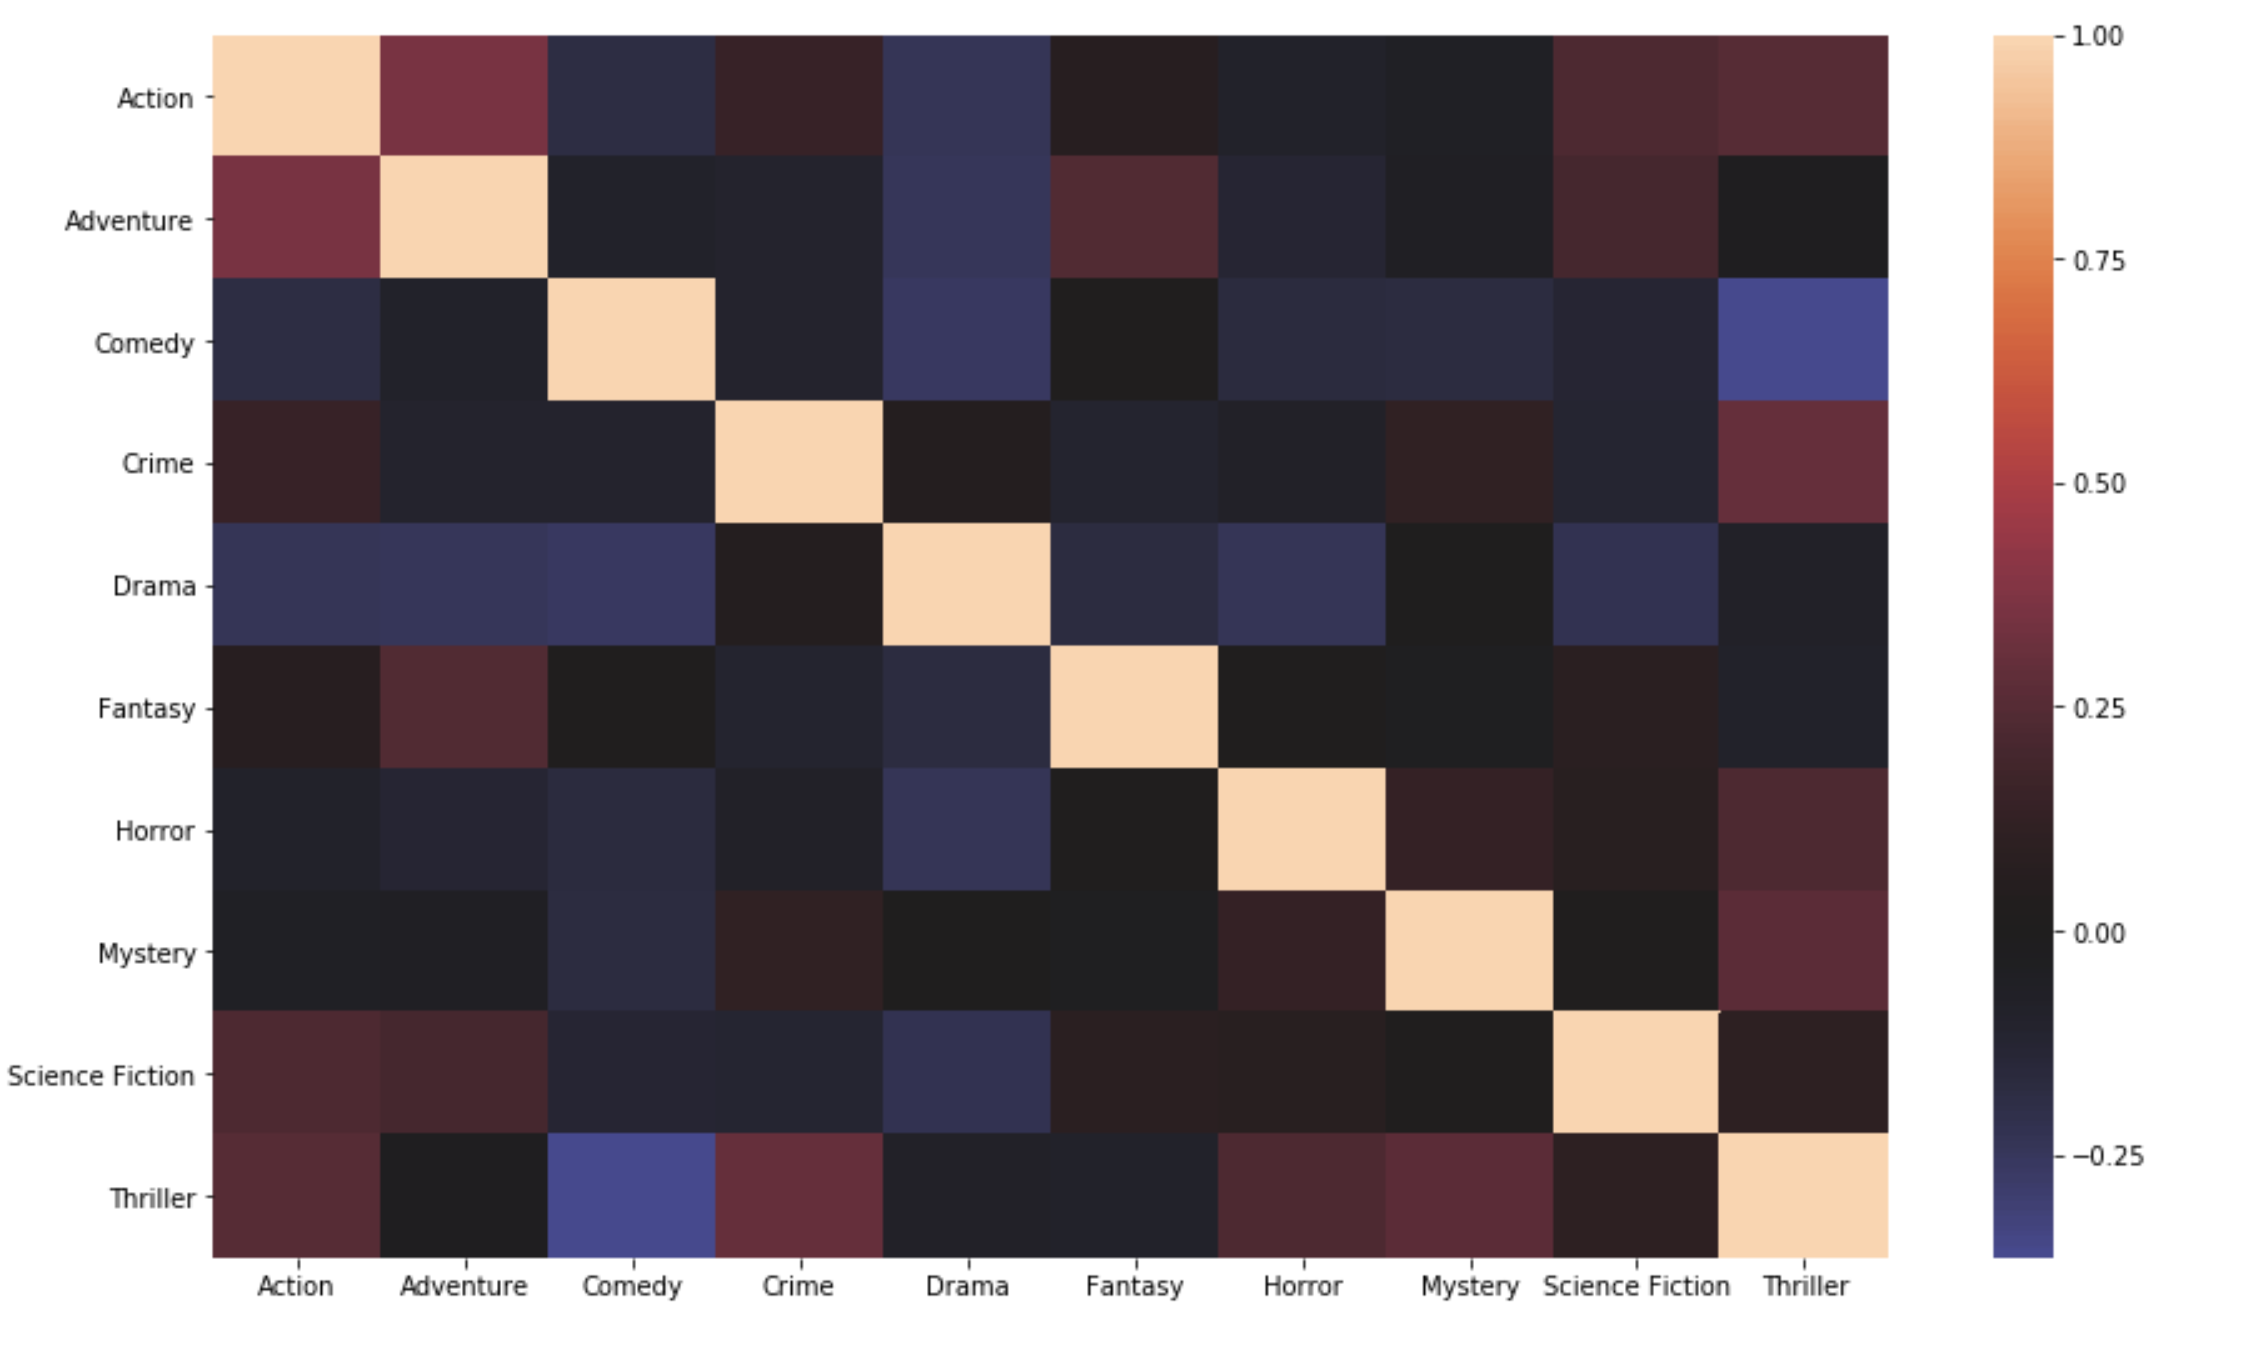 Action
Adventure
Comedy
Crime
Drama
Fantasy
Horror
Mystery
Science Fiction
Thriller
Action Adventure Comedy Crime Drama Fantasy Horror Mystery Science Fiction Thriller
1.00
0.75
0.50
0.25
0.00
−0.25